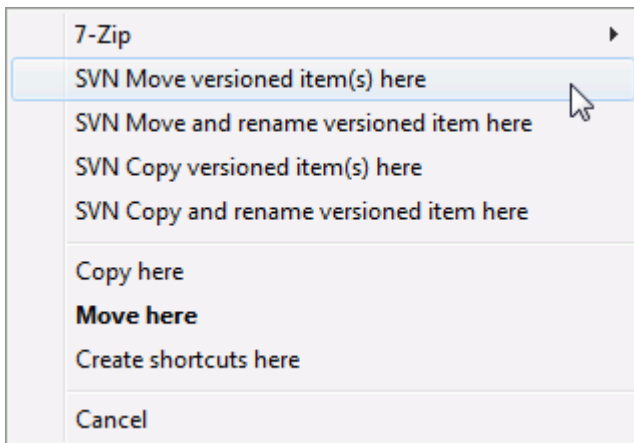 7-Zip
SVN Move versioned item(s) here
SVN Move and rename versioned item here
SVN Copy versioned item(s) here
SVN Copy and rename versioned item here
Copy here
Move here
Create shortcuts here
Cancel